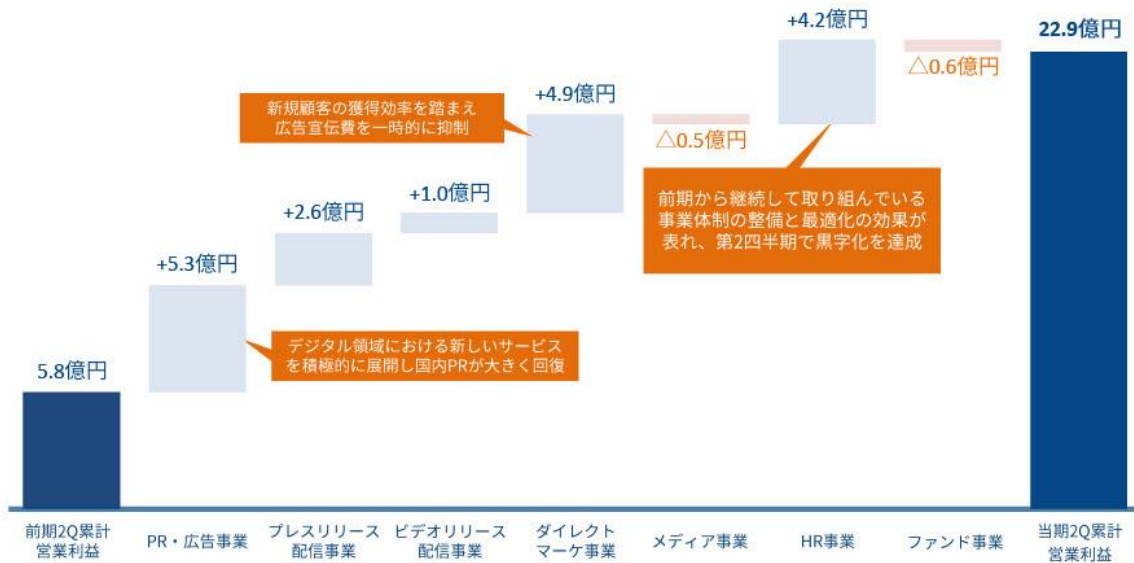 +4.2億円
22.9億円
△0.6億円
+4.9億円
新規顧客の獲得効率を踏まえ
広告宣伝費を一時的に抑制
△0.5億円
前期から継続して取り組んでいる
事業体制の整備と最適化の効果が
表れ、第2四半期で黒字化を達成
+2.6億円
+1.0億円
+5.3億円
デジタル領域における新しいサービス
を積極的に展開し国内PRが大きく回復
5.8億円
前期2Q累計
営業利益
PR・広告事業
プレスリリース
配信事業
ビデオリリース
配信事業
ダイレクト
マーケ事業
メディア事業
HR事業
ファンド事業
当期2Q累計
営業利益